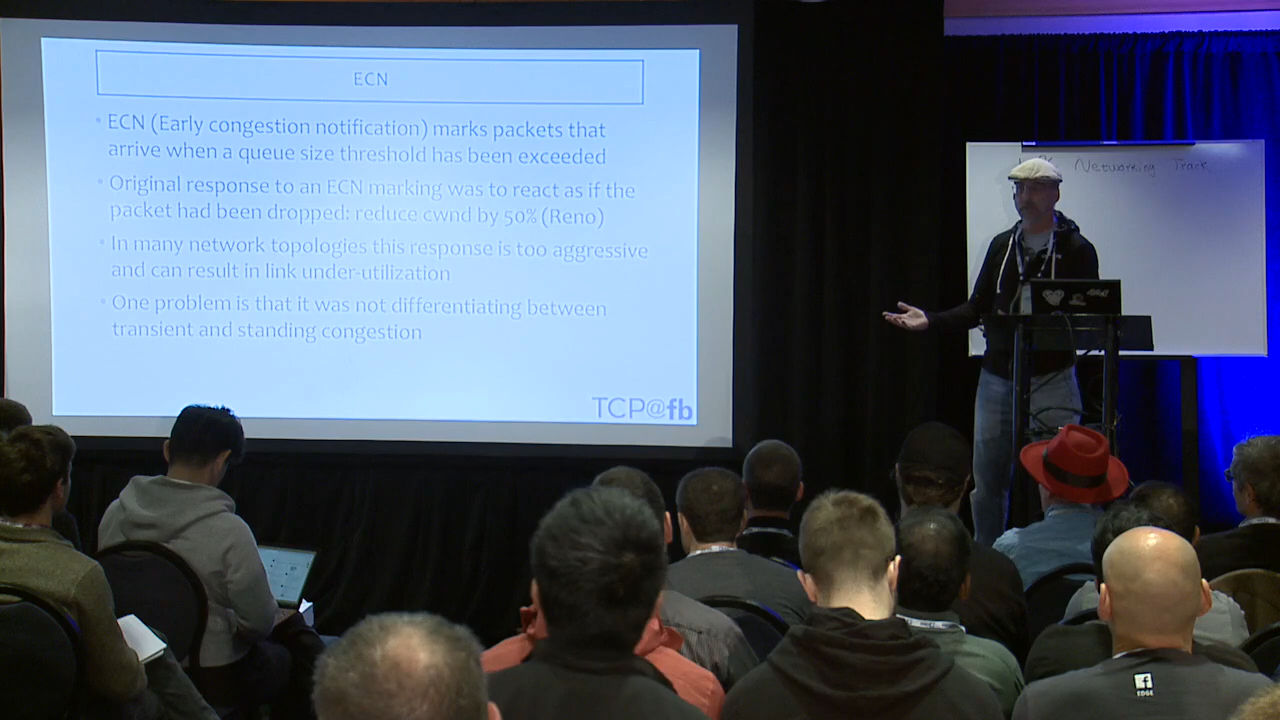 ECN
ECN (Early congestion notification) marks packets that
arrive when a queue size threshold has been exceeded
Original response to an ECN marking was to react as if the
packet had been dropped: reduce cwnd by 50% (Reno)
In many network topologies this response is too aggressive
and can result in link under-utilization
One problem is that it was not differentiating between
transient and standing congestion
TCP@fb
Networking Track
f
EDGE